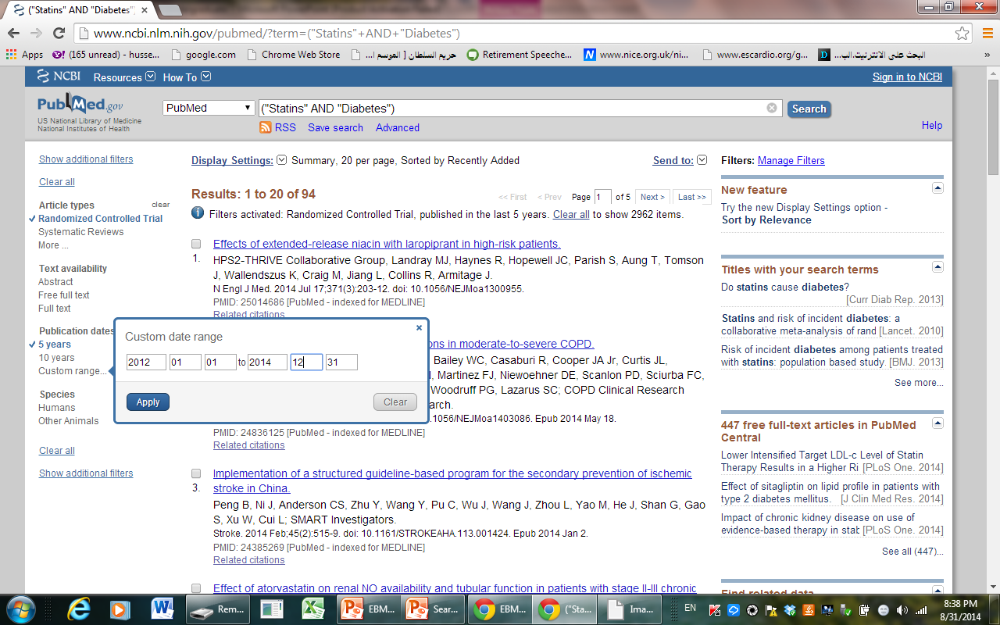 ("Statins" AND "Diabetes")
www.ncbi.nlm.nih.gov/pubmed/?term=("Statins"+AND+"Diabetes")
Apps
(165 unread) - husse...
google.com
Chrome Web Store
حريم السلطان [ الموسم ا...
Retirement Speeche...
www.nice.org.uk/ni...
www.escardio.org/g...
البحث على الانترنيت.الب...
»
NCBI Resources How To
Sign in to NCBI
PubMed.gov
US National Library of Medicine
National Institutes of Health
PubMed
("Statins" AND "Diabetes")
Search
RSS Save search Advanced
Help
Show additional filters
Clear all
Article types clear
Randomized Controlled Trial
Systematic Reviews
More ...
Text availability
Abstract
Free full text
Full text
Publication dates
5 years
10 years
Custom range...
Species
Humans
Other Animals
Clear all
Show additional filters
Custom date range
2012 01 01 to 2014 12 31
Apply Clear
Display Settings: Summary, 20 per page, Sorted by Recently Added
Send to:
Results: 1 to 20 of 94
<< First < Prev Page 1 of 5 Next > Last >>
Filters activated: Randomized Controlled Trial, published in the last 5 years. Clear all to show 2962 items.
Effects of extended-release niacin with laropiprant in high-risk patients.
1. HPS2-THRIVE Collaborative Group, Landray MJ, Haynes R, Hopewell JC, Parish S, Aung T, Tomson
J, Wallendszus K, Craig M, Jiang L, Collins R, Armitage J.
N Engl J Med. 2014 Jul 17;371(3):203-12. doi: 10.1056/NEJMoa1300955.
PMID: 25014686 [PubMed - indexed for MEDLINE]
Related citations
ons in moderate-to-severe COPD.
Bailey WC, Casaburi R, Cooper JA Jr, Curtis JL,
, Martinez FJ, Niewoehner DE, Scanlon PD, Sciurba FC,
Woodruff PG, Lazarus SC; COPD Clinical Research
arch.
.1056/NEJMoa1403086. Epub 2014 May 18.
PMID: 24836125 [PubMed - indexed for MEDLINE]
Related citations
Implementation of a structured guideline-based program for the secondary prevention of ischemic
stroke in China.
3.
Peng B, Ni J, Anderson CS, Zhu Y, Wang Y, Pu C, Wu J, Wang J, Zhou L, Yao M, He J, Shan G, Gao
S, Xu W, Cui L; SMART Investigators.
Stroke. 2014 Feb;45(2):515-9. doi: 10.1161/STROKEAHA.113.001424. Epub 2014 Jan 2.
PMID: 24385269 [PubMed - indexed for MEDLINE]
Related citations
Effect of atorvastatin on renal NO availability and tubular function in patients with stage II-III chronic
Filters: Manage Filters
New feature
Try the new Display Settings option -
Sort by Relevance
Titles with your search terms
Do statins cause diabetes?
[Curr Diab Rep. 2013]
Statins and risk of incident diabetes: a
collaborative meta-analysis of rand [Lancet. 2010]
Risk of incident diabetes among patients treated
with statins: population based study. [BMJ. 2013]
See more...
447 free full-text articles in PubMed
Central
Lower Intensified Target LDL-c Level of Statin
Therapy Results in a Higher Ri [PLoS One. 2014]
Effect of sitagliptin on lipid profile in patients with
type 2 diabetes mellitus. [J Clin Med Res. 2014]
Impact of chronic kidney disease on use of
evidence-based therapy in stat [PLoS One. 2014]
See all (447)...
Find related data
Rem...
EBM...
Sear...
EBM...
("Sta...
Ima...
EN
8:38 PM
8/31/2014